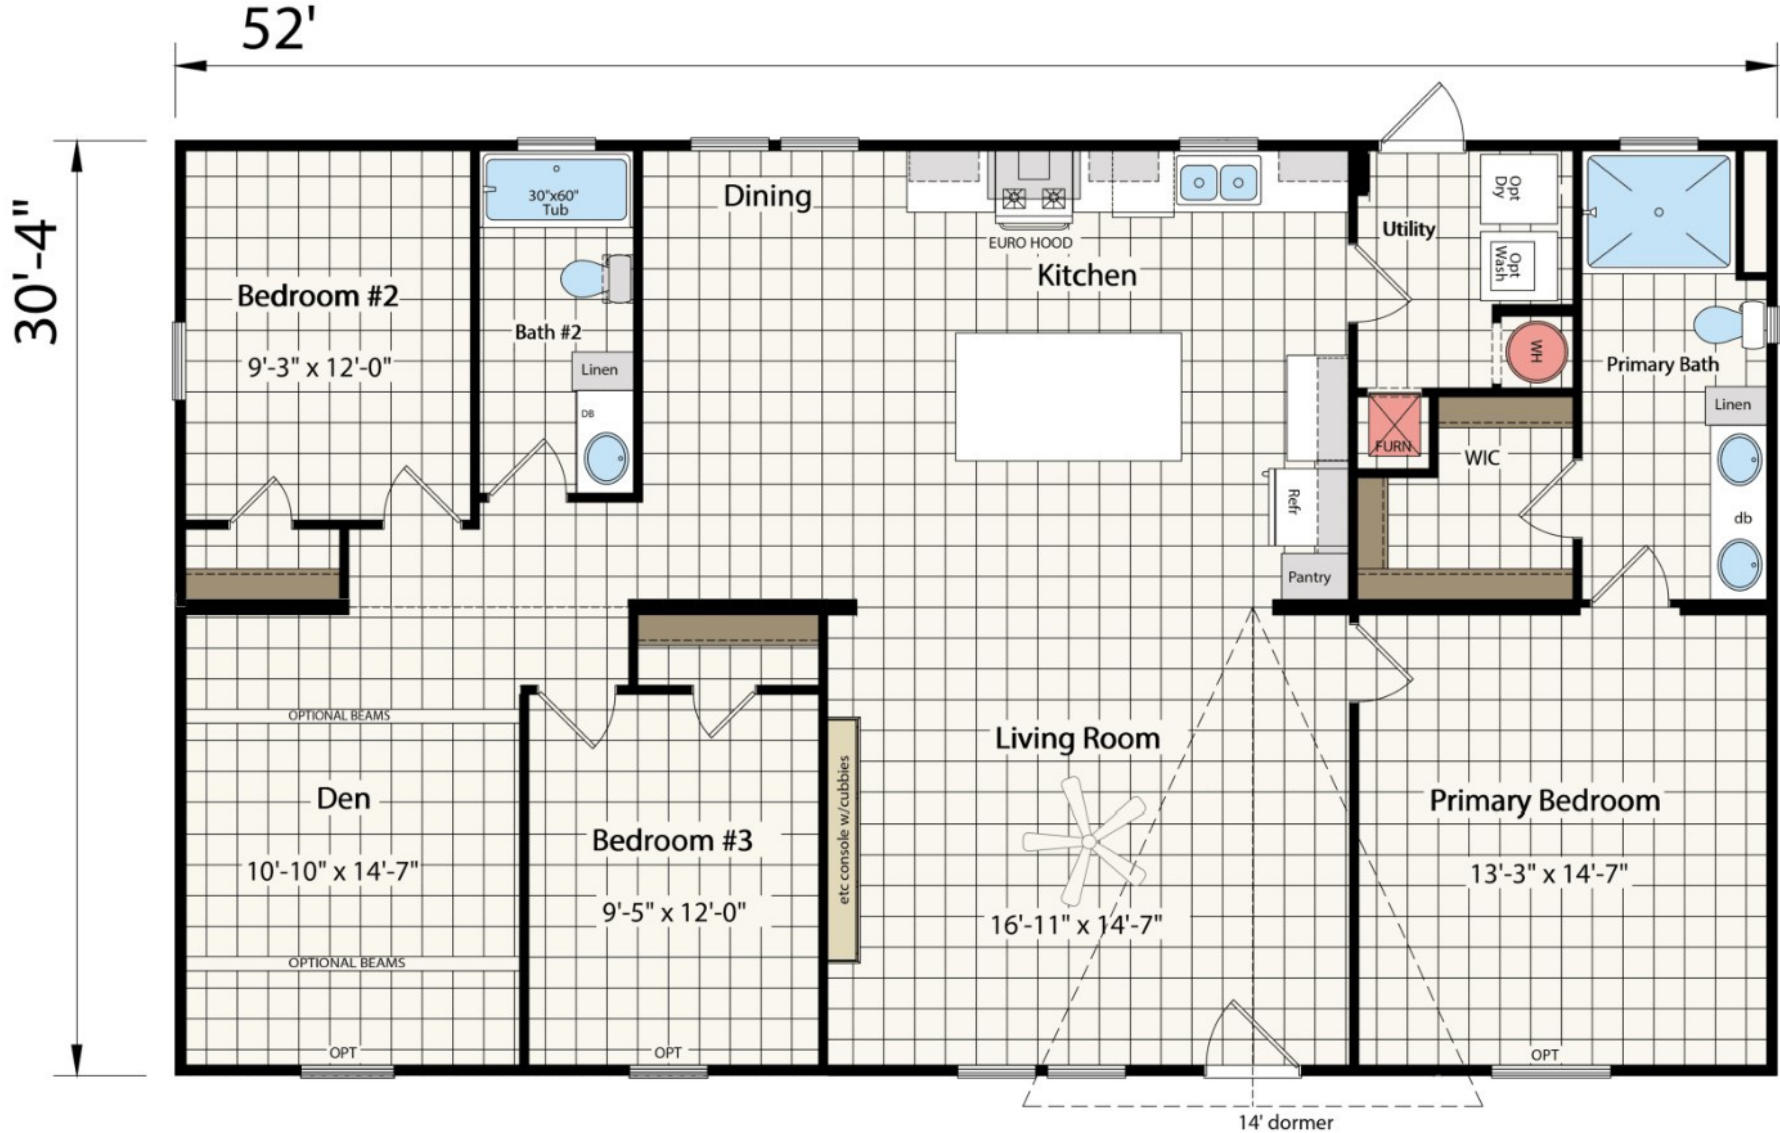 52'
30'-4"
Bedroom #2
9'-3" x 12'-0"
30"x60"
Tub
Bath #2
Linen
DB
Dining
EURO HOOD
Kitchen
Refr
Pantry
Utility
Opt
Dry
Opt
Wash
WH
FURN
WIC
Primary Bath
Linen
db
OPTIONAL BEAMS
Den
10'-10" x 14'-7"
OPTIONAL BEAMS
OPT
Bedroom #3
9'-5" x 12'-0"
OPT
etc console w/cubbies
Living Room
16'-11" x 14'-7"
Primary Bedroom
13'-3" x 14'-7"
OPT
14' dormer